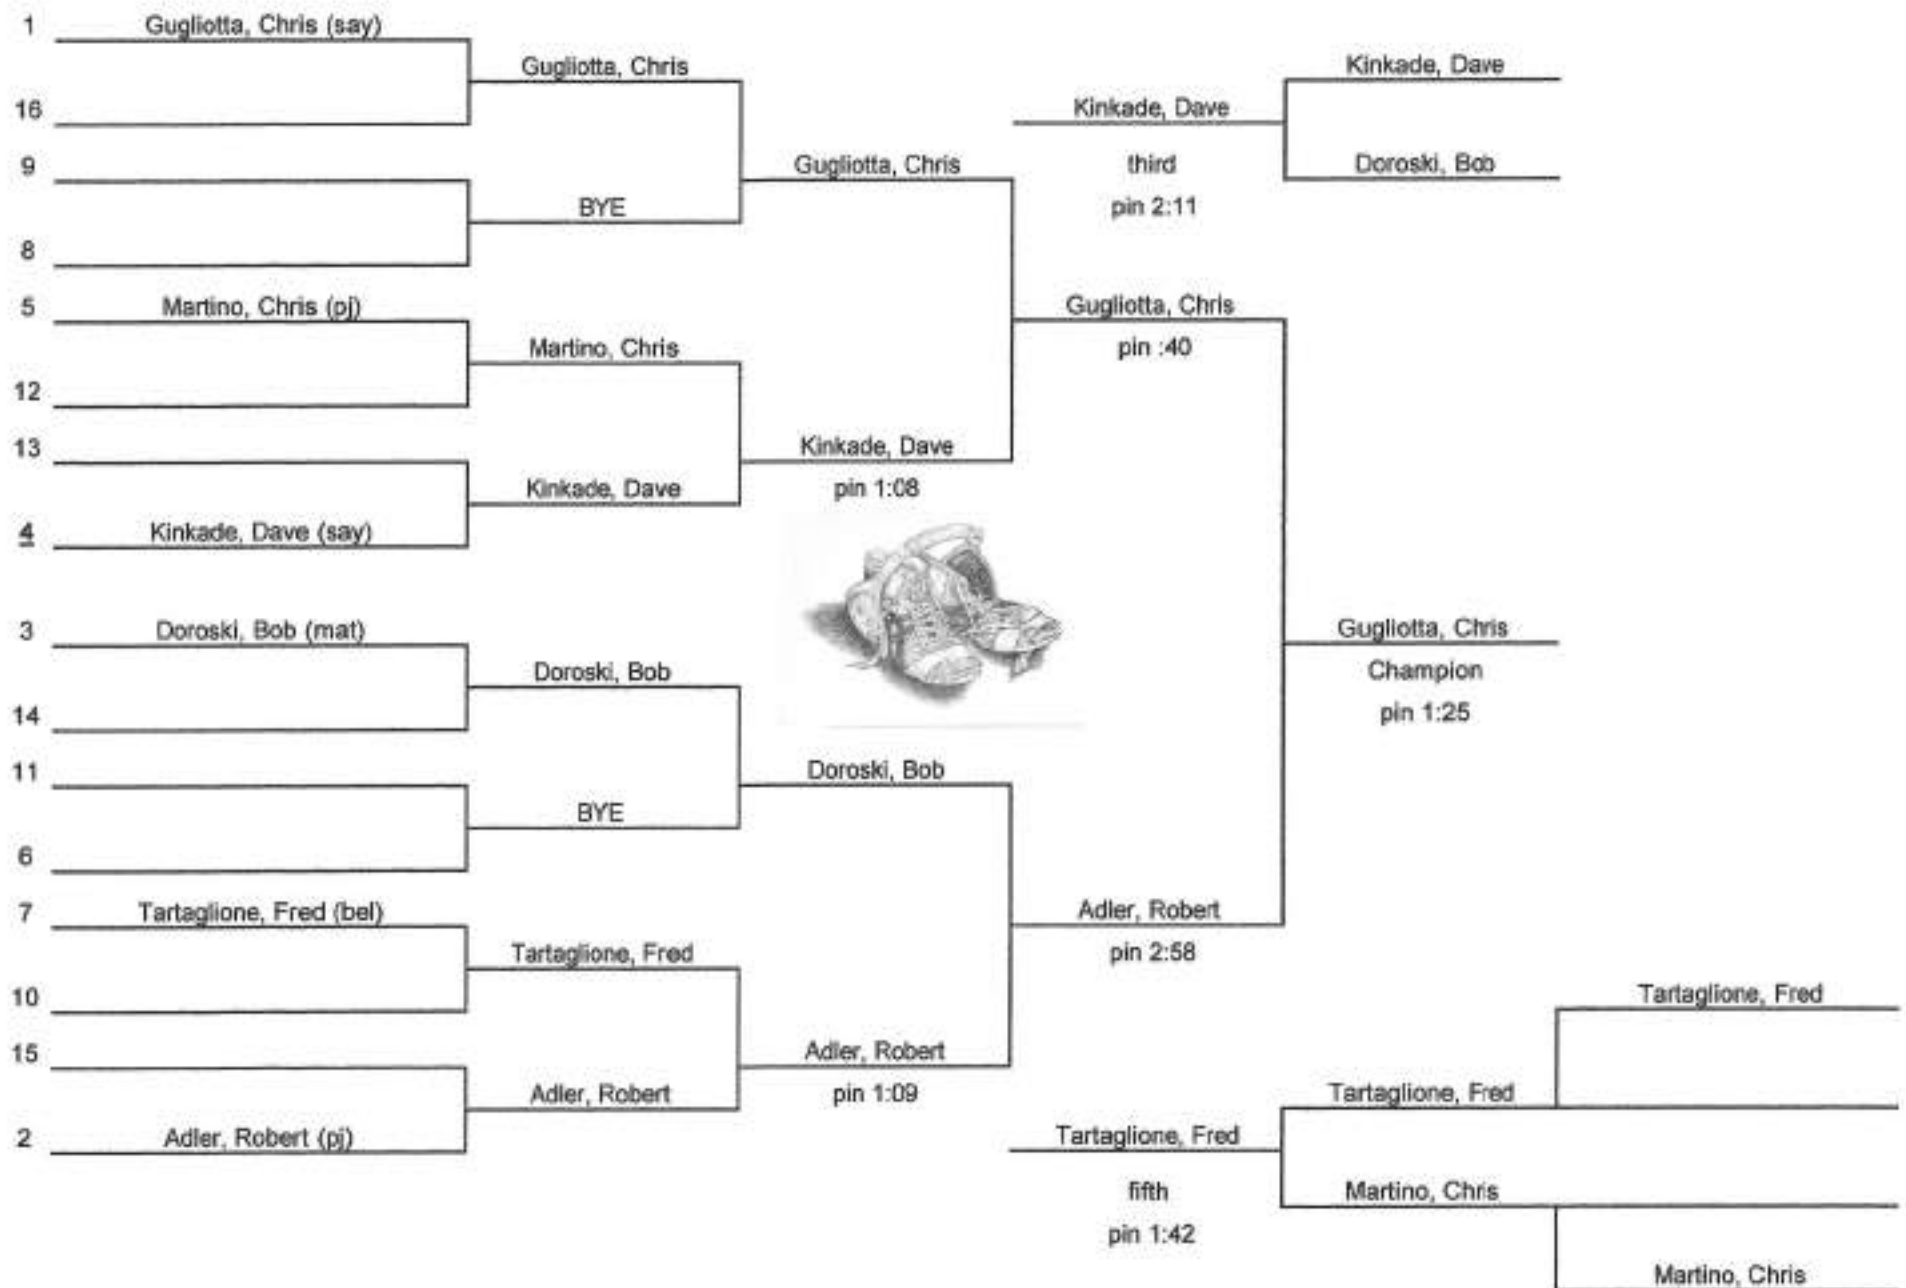 1
Gugliotta, Chris (say)
Gugliotta, Chris
16
9
BYE
8
Gugliotta, Chris
5
Martino, Chris (pj)
Martino, Chris
12
13
Kinkade, Dave
4
Kinkade, Dave (say)
Kinkade, Dave
pin 1:08
Gugliotta, Chris
pin :40
Kinkade, Dave
third
pin 2:11
Kinkade, Dave
Doroski, Bob
3
Doroski, Bob (mat)
Doroski, Bob
14
11
BYE
6
Doroski, Bob
7
Tartaglione, Fred (bel)
Tartaglione, Fred
10
15
Adler, Robert
2
Adler, Robert (pj)
Adler, Robert
pin 1:09
Adler, Robert
pin 2:58
Gugliotta, Chris
Champion
pin 1:25
Tartaglione, Fred
fifth
pin 1:42
Tartaglione, Fred
Martino, Chris
Tartaglione, Fred
Martino, Chris